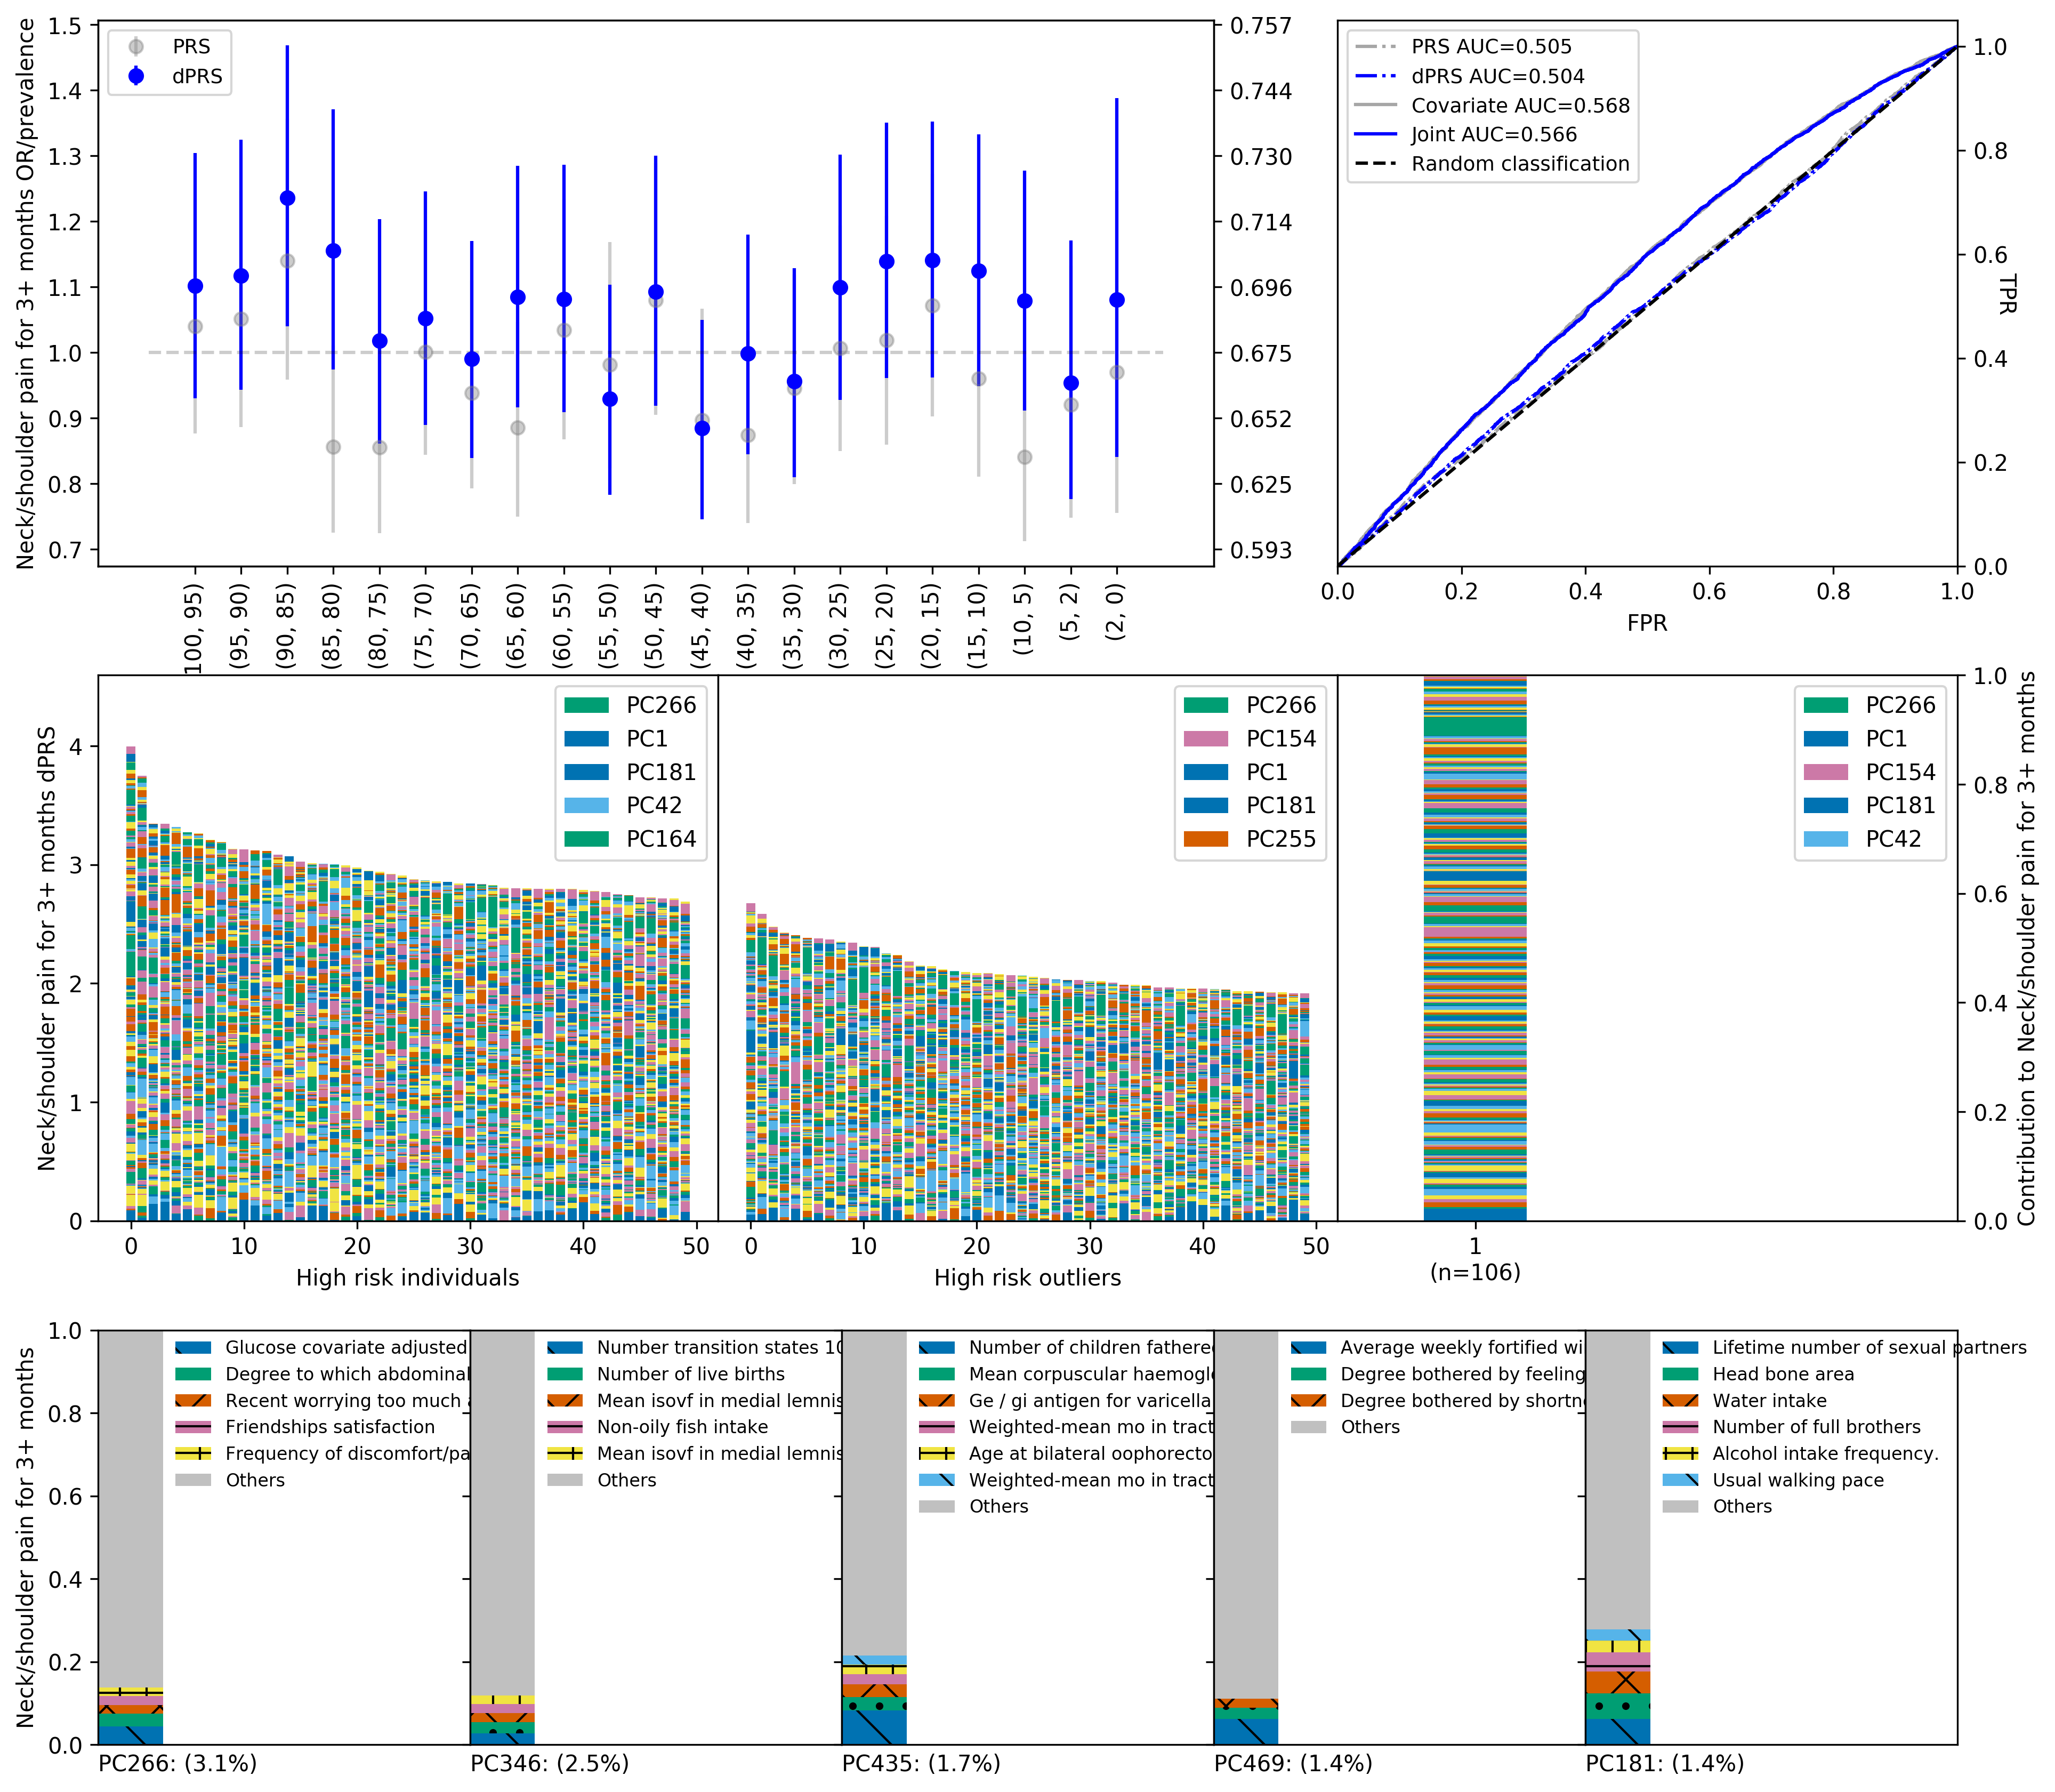 Neck/shoulder pain for 3+ months OR/prevalence
1.5
1.4
1.3
1.2
1.1
1.0
0.9
0.8
0.7
PRS
dPRS
0.757
0.744
0.730
0.714
0.696
0.675
0.652
0.625
0.593
100, 95)
(95, 90)
(90, 85)
(85, 80)
(80, 75)
(75, 70)
(70, 65)
(65, 60)
(60, 55)
(55, 50)
(50, 45)
(45, 40)
(40, 35)
(35, 30)
(30, 25)
(25, 20)
(20, 15)
(15, 10)
(10, 5)
(5, 2)
(2, 0)
PRS AUC=0.505
dPRS AUC=0.504
Covariate AUC=0.568
Joint AUC=0.566
Random classification
1.0
0.8
0.6
0.4
0.2
0.0
TPR
0.0 0.2 0.4 0.6 0.8 1.0
FPR
Neck/shoulder pain for 3+ months dPRS
4
3
2
1
0
PC266
PC1
PC181
PC42
PC164
0 10 20 30 40 50
High risk individuals
PC266
PC154
PC1
PC181
PC255
0 10 20 30 40 50
High risk outliers
PC266
PC1
PC154
PC181
PC42
1
(n=106)
1.0
0.8
0.6
0.4
0.2
0.0
Contribution to Neck/shoulder pain for 3+ months
Neck/shoulder pain for 3+ months
1.0
0.8
0.6
0.4
0.2
0.0
Glucose covariate adjusted
Degree to which abdominal
Recent worrying too much a
Friendships satisfaction
Frequency of discomfort/pa
Others
PC266: (3.1%)
Number transition states 10
Number of live births
Mean isovf in medial lemnis
Non-oily fish intake
Mean isovf in medial lemnis
Others
PC346: (2.5%)
Number of children fathere
Mean corpuscular haemogl
Ge / gi antigen for varicella
Weighted-mean mo in tract
Age at bilateral oophorecto
Weighted-mean mo in tract
Others
PC435: (1.7%)
Average weekly fortified wi
Degree bothered by feeling
Degree bothered by shortn
Others
PC469: (1.4%)
Lifetime number of sexual partners
Head bone area
Water intake
Number of full brothers
Alcohol intake frequency.
Usual walking pace
Others
PC181: (1.4%)